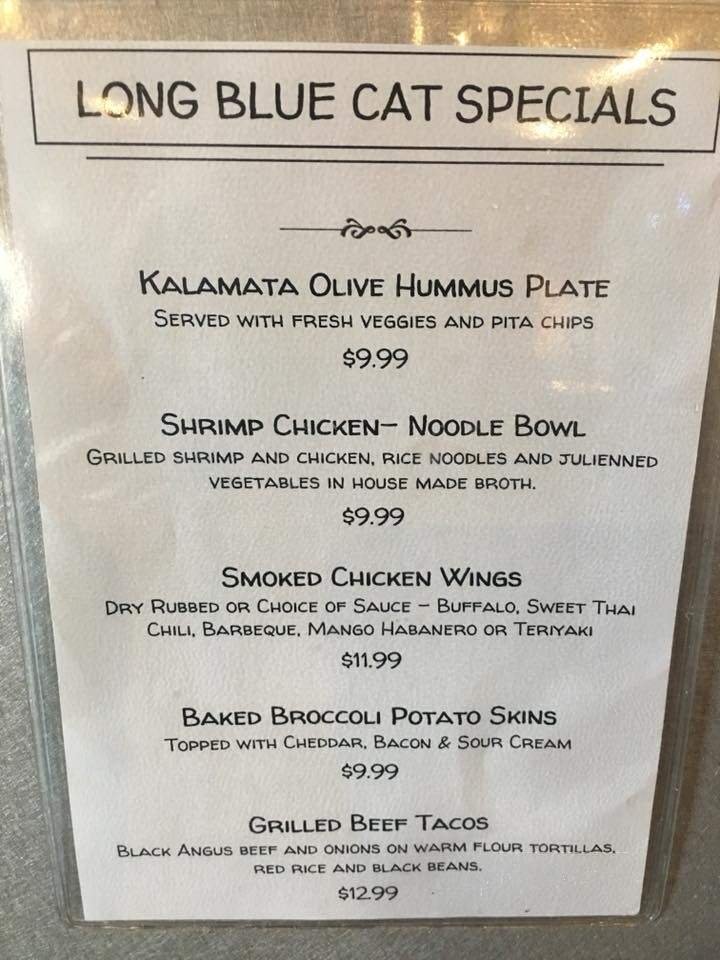 LONG BLUE CAT SPECIALS
KALAMATA OLIVE HUMMUS PLATE
SERVED WITH FRESH VEGGIES AND PITA CHIPS
$9.99
SHRIMP CHICKEN- NOODLE BOWL
GRILLED SHRIMP AND CHICKEN, RICE NOODLES AND JULIENNED
VEGETABLES IN HOUSE MADE BROTH.
$9.99
SMOKED CHICKEN WINGS
DRY RUBBED OR CHOICE OF SAUCE – BUFFALO, SWEET THAI
CHILI, BARBEQUE, MANGO HABANERO OR TERIYAKI
$11.99
BAKED BROCCOLI POTATO SKINS
TOPPED WITH CHEDDAR, BACON & SOUR CREAM
$9.99
GRILLED BEEF TACOS
BLACK ANGUS BEEF AND ONIONS ON WARM FLOUR TORTILLAS,
RED RICE AND BLACK BEANS.
$12.99